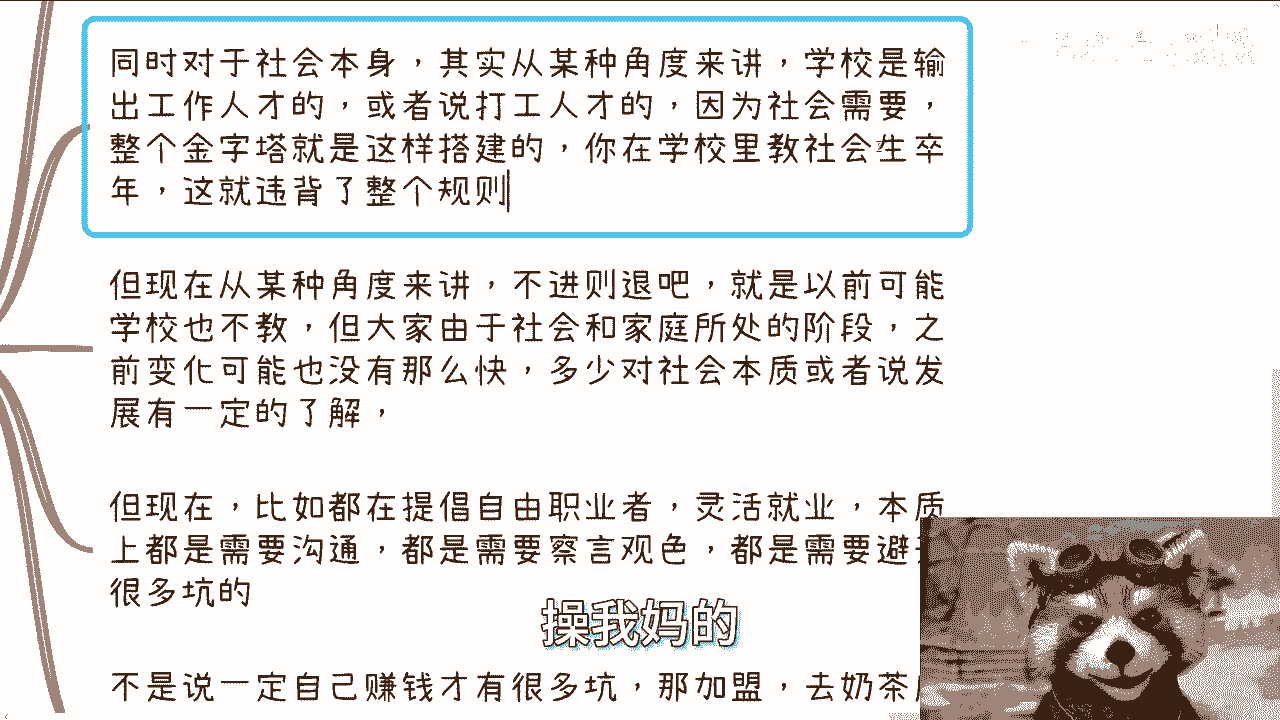 同时对于社会本身，其实从某种角度来讲，学校是输
出工作人才的，或者说打工人才的，因为社会需要，
整个金字塔就是这样搭建的，你在学校里教社会生卒
年，这就违背了整个规则
但现在从某种角度来讲，不进则退吧，就是以前可能
学校也不教，但大家由于社会和家庭所处的阶段，之
前变化可能也没有那么快，多少对社会本质或者说发
展有一定的了解，
但现在，比如都在提倡自由职业者，灵活就业，本质
上都是需要沟通，都是需要察言观色，都是需要避
很多坑的
操我妈的
不是说一定自己赚钱才有很多坑，那加盟，去奶茶